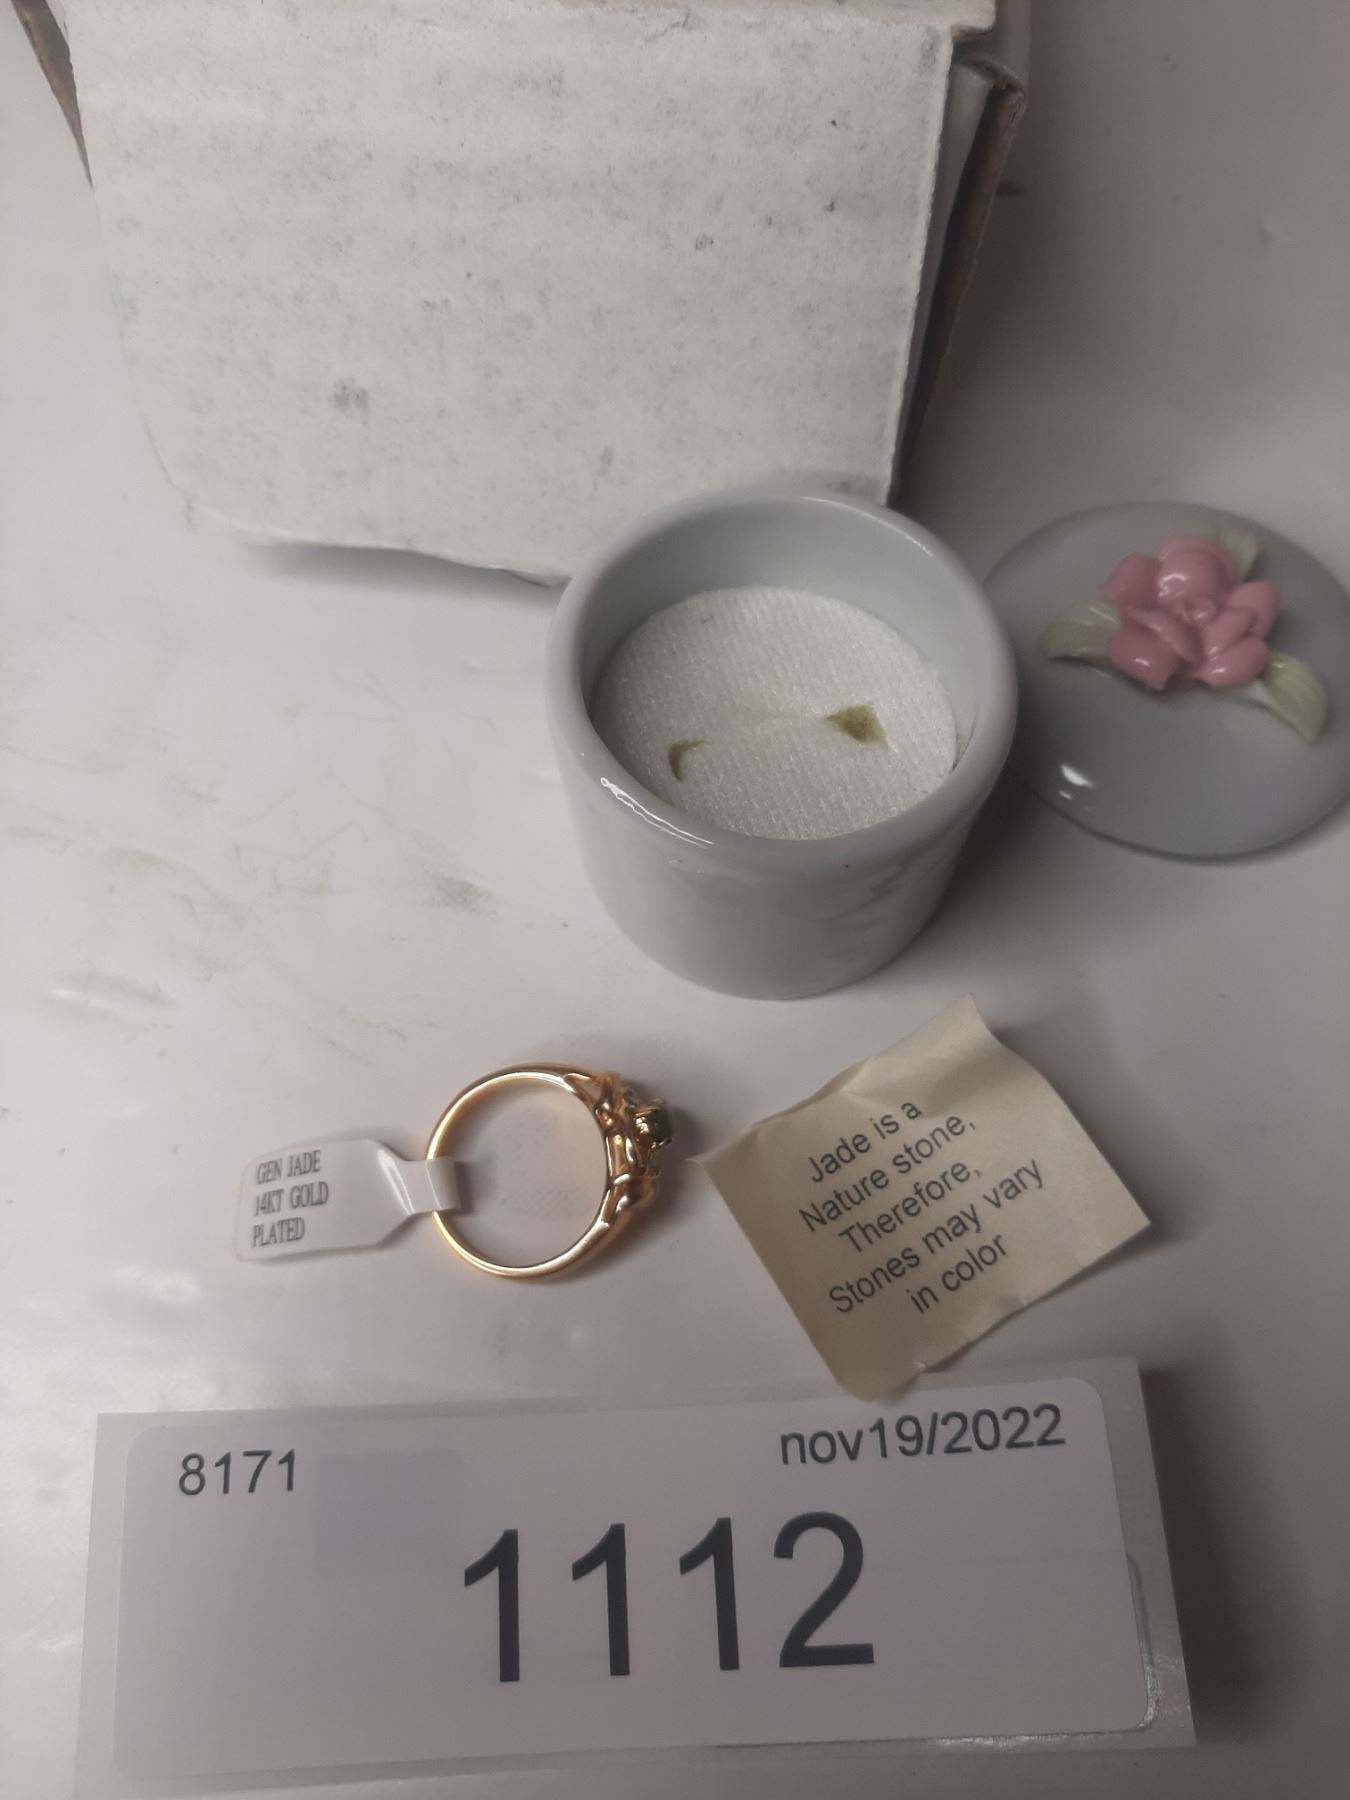 GEN JADE
14KT GOLD
PLATED
Jade is a
Nature stone,
Therefore,
Stones may vary
in color
8171
nov19/2022
1112